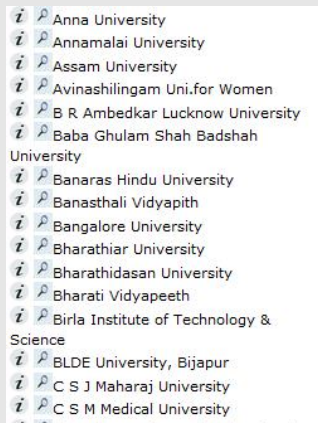 Anna University
Annamalai University
Assam University
Avinashilingam Uni.for Women
B R Ambedkar Lucknow University
Baba Ghulam Shah Badshah
University
Banaras Hindu University
Banasthali Vidyapith
Bangalore University
Bharathiar University
Bharathidasan University
Bharati Vidyapeeth
Birla Institute of Technology &
Science
BLDE University, Bijapur
C S J Maharaj University
C S M Medical University